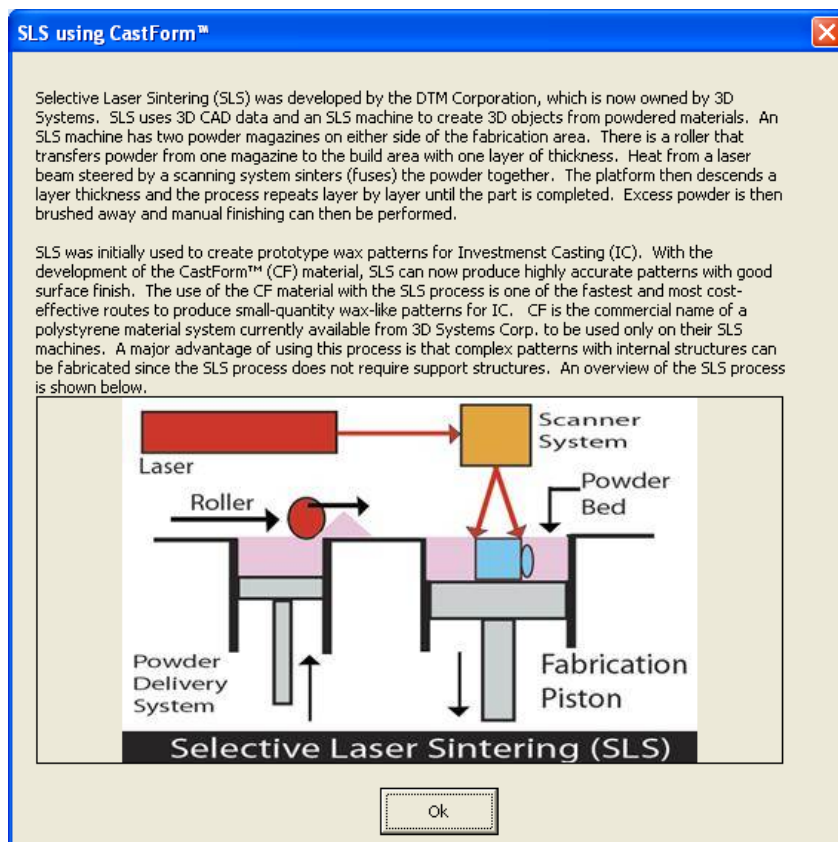 SLS using CastForm™
Selective Laser Sintering (SLS) was developed by the DTM Corporation, which is now owned by 3D
Systems. SLS uses 3D CAD data and an SLS machine to create 3D objects from powdered materials. An
SLS machine has two powder magazines on either side of the fabrication area. There is a roller that
transfers powder from one magazine to the build area with one layer of thickness. Heat from a laser
beam steered by a scanning system sinters (fuses) the powder together. The platform then descends a
layer thickness and the process repeats layer by layer until the part is completed. Excess powder is then
brushed away and manual finishing can then be performed.
SLS was initially used to create prototype wax patterns for Investmenst Casting (IC). With the
development of the CastForm™ (CF) material, SLS can now produce highly accurate patterns with good
surface finish. The use of the CF material with the SLS process is one of the fastest and most cost-
effective routes to produce small-quantity wax-like patterns for IC. CF is the commercial name of a
polystyrene material system currently available from 3D Systems Corp. to be used only on their SLS
machines. A major advantage of using this process is that complex patterns with internal structures can
be fabricated since the SLS process does not require support structures. An overview of the SLS process
is shown below.
Laser
Scanner
System
Roller
Powder
Bed
Powder
Delivery
System
Fabrication
Piston
Selective Laser Sintering (SLS)
Ok